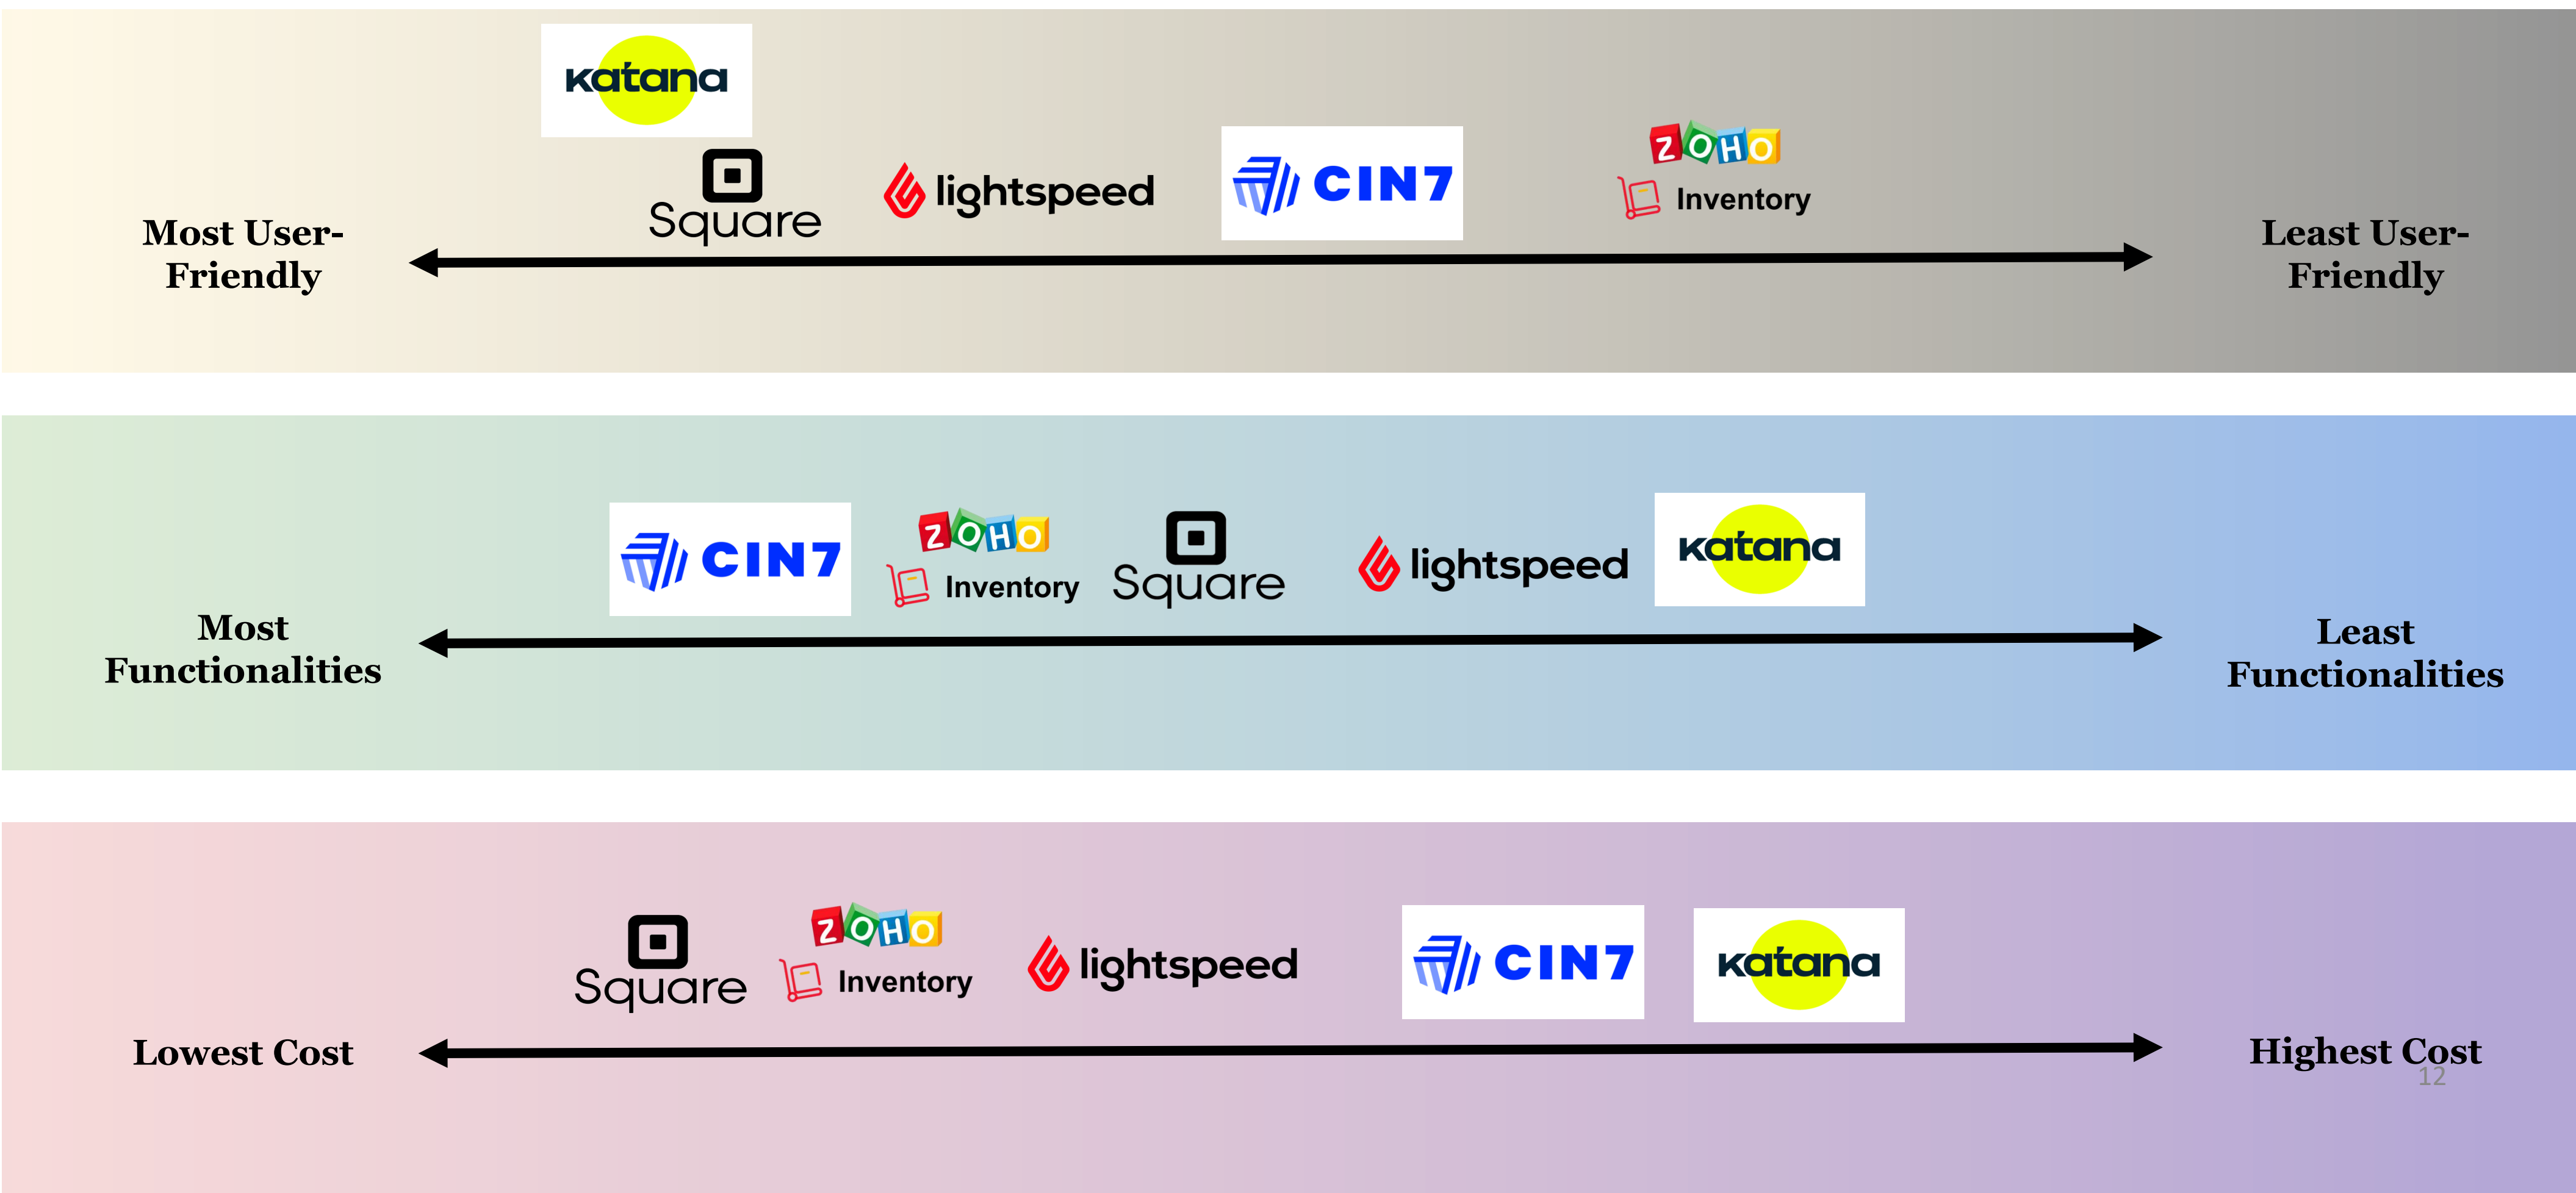 katana
Square
lightspeed
CIN7
ZOHO
Inventory
Most User-
Friendly
Least User-
Friendly
CIN7
ZOHO
Inventory
Square
lightspeed
katana
Most
Functionalities
Least
Functionalities
Square
ZOHO
Inventory
lightspeed
CIN7
katana
Lowest Cost
Highest Cost
12